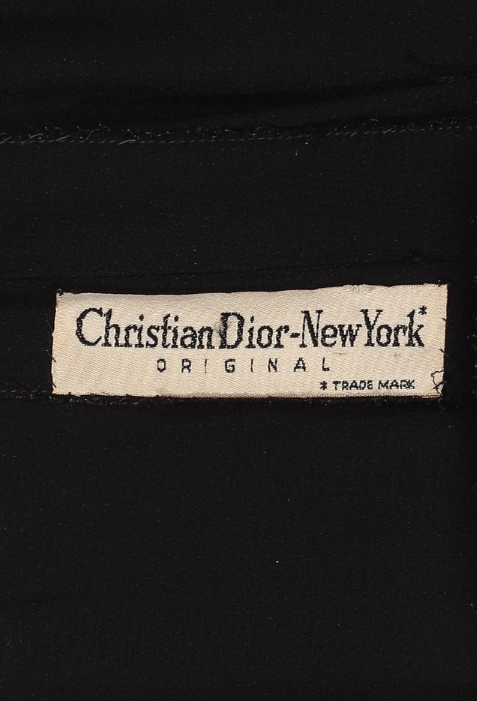 Christian Dior-New York*
ORIGINAL
* TRADE MARK